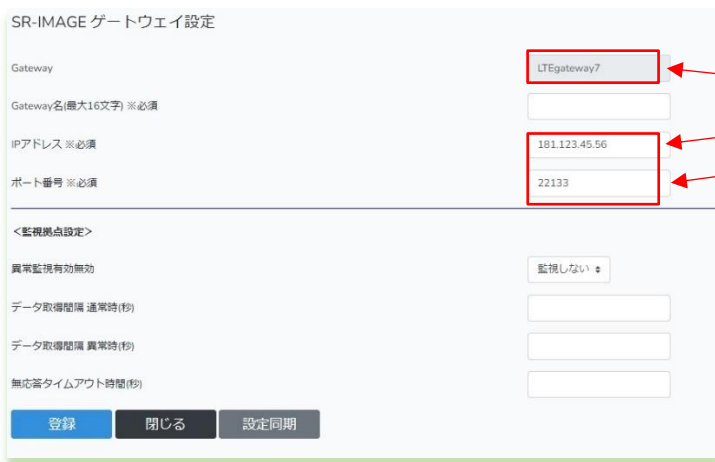 SR-IMAGE ゲートウェイ設定
Gateway
LTEgateway7
Gateway名(最大16文字) ※必須
IPアドレス ※必須
181.123.45.56
ポート番号 ※必須
22133
<監視拠点設定>
異常監視有効無効
監視しない
データ取得間隔 通常時(秒)
データ取得間隔 異常時(秒)
無応答タイムアウト時間(秒)
登録 閉じる 設定同期